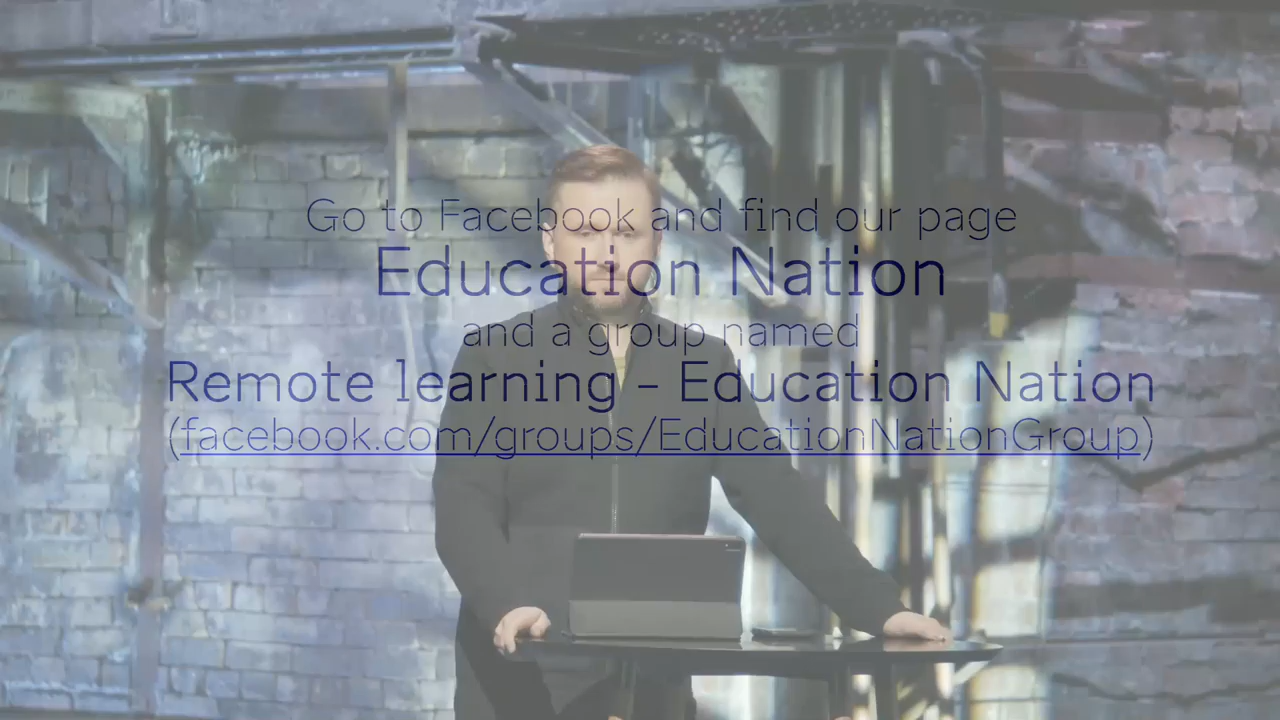 Go to Facebook and find our page
Education Nation
and a group named
Remote learning - Education Nation
(facebook.com/groups/EducationNationGroup)